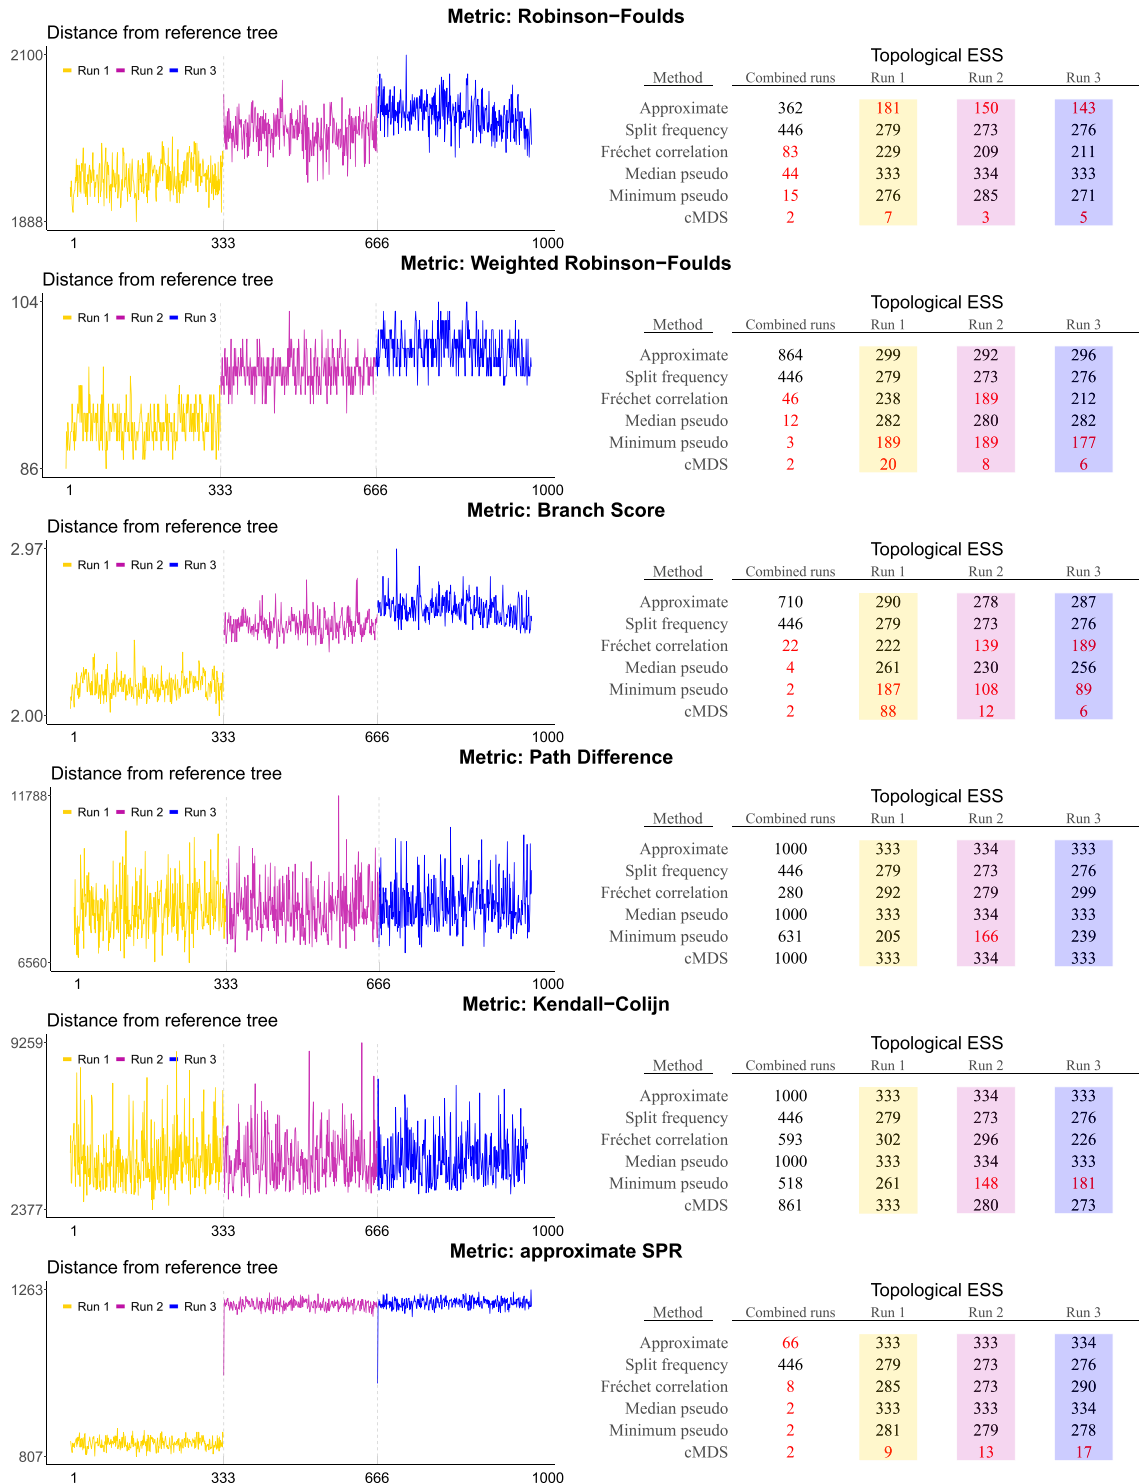 Metric: Robinson−Foulds
Distance from reference tree
2100
Run 1 Run 2 Run 3
1888
1 333 666 1000
Topological ESS
Method Combined runs Run 1 Run 2 Run 3
Approximate 362 181 150 143
Split frequency 446 279 273 276
Fréchet correlation 83 229 209 211
Median pseudo 44 333 334 333
Minimum pseudo 15 276 285 271
cMDS 2 7 3 5
Metric: Weighted Robinson−Foulds
Distance from reference tree
104
Run 1 Run 2 Run 3
86
1 333 666 1000
Topological ESS
Method Combined runs Run 1 Run 2 Run 3
Approximate 864 299 292 296
Split frequency 446 279 273 276
Fréchet correlation 46 238 189 212
Median pseudo 12 282 280 282
Minimum pseudo 3 189 189 177
cMDS 2 20 8 6
Metric: Branch Score
Distance from reference tree
2.97
Run 1 Run 2 Run 3
2.00
1 333 666 1000
Topological ESS
Method Combined runs Run 1 Run 2 Run 3
Approximate 710 290 278 287
Split frequency 446 279 273 276
Fréchet correlation 22 222 139 189
Median pseudo 4 261 230 256
Minimum pseudo 2 187 108 89
cMDS 2 88 12 6
Metric: Path Difference
Distance from reference tree
11788
Run 1 Run 2 Run 3
6560
1 333 666 1000
Topological ESS
Method Combined runs Run 1 Run 2 Run 3
Approximate 1000 333 334 333
Split frequency 446 279 273 276
Fréchet correlation 280 292 279 299
Median pseudo 1000 333 334 333
Minimum pseudo 631 205 166 239
cMDS 1000 333 334 333
Metric: Kendall−Colijn
Distance from reference tree
9259
Run 1 Run 2 Run 3
2377
1 333 666 1000
Topological ESS
Method Combined runs Run 1 Run 2 Run 3
Approximate 1000 333 334 333
Split frequency 446 279 273 276
Fréchet correlation 593 302 296 226
Median pseudo 1000 333 334 333
Minimum pseudo 518 261 148 181
cMDS 861 333 280 273
Metric: approximate SPR
Distance from reference tree
1263
Run 1 Run 2 Run 3
807
1 333 666 1000
Topological ESS
Method Combined runs Run 1 Run 2 Run 3
Approximate 66 333 333 334
Split frequency 446 279 273 276
Fréchet correlation 8 285 273 290
Median pseudo 2 333 333 334
Minimum pseudo 2 281 279 278
cMDS 2 9 13 17